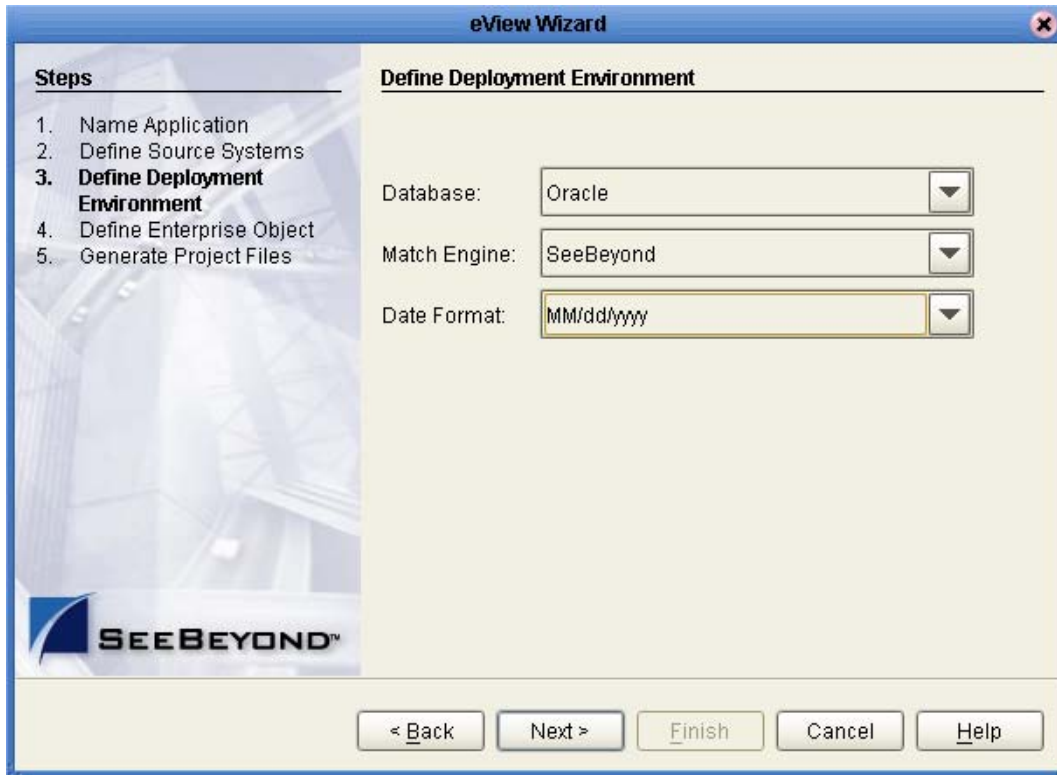 eView Wizard
Steps
1. Name Application
2. Define Source Systems
3. Define Deployment
Environment
4. Define Enterprise Object
5. Generate Project Files
SEEBEYOND™
Define Deployment Environment
Database: Oracle
Match Engine: SeeBeyond
Date Format: MM/dd/yyyy
< Back Next > Finish Cancel Help